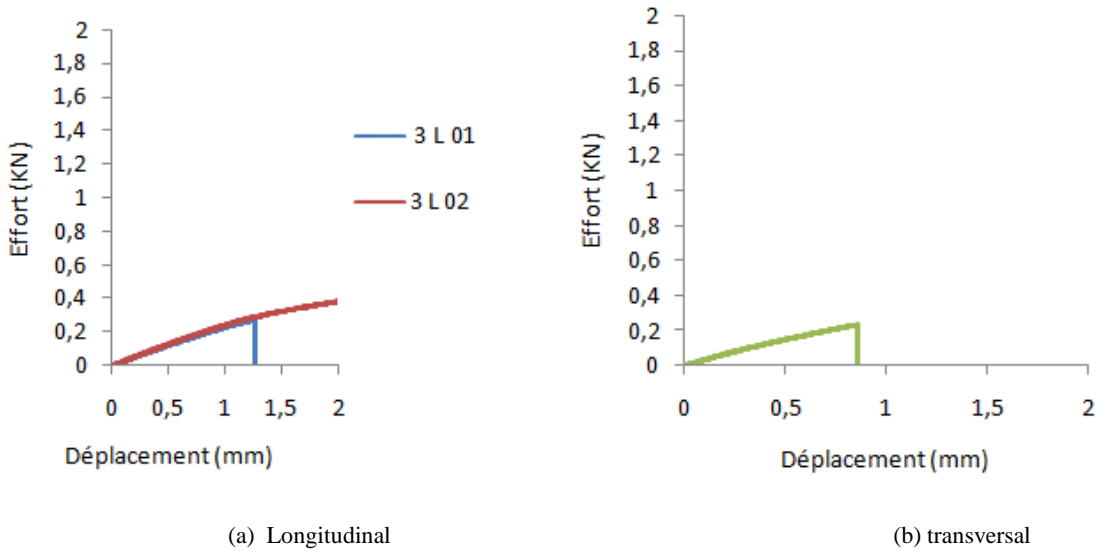 2
1,8
1,6
1,4
1,2
1
0,8
0,6
0,4
0,2
0
Effort (KN)
0 0,5 1 1,5 2
Déplacement (mm)
3 L 01
3 L 02
(a) Longitudinal
2
1,8
1,6
1,4
1,2
1
0,8
0,6
0,4
0,2
0
Effort (KN)
0 0,5 1 1,5 2
Déplacement (mm)
(b) transversal